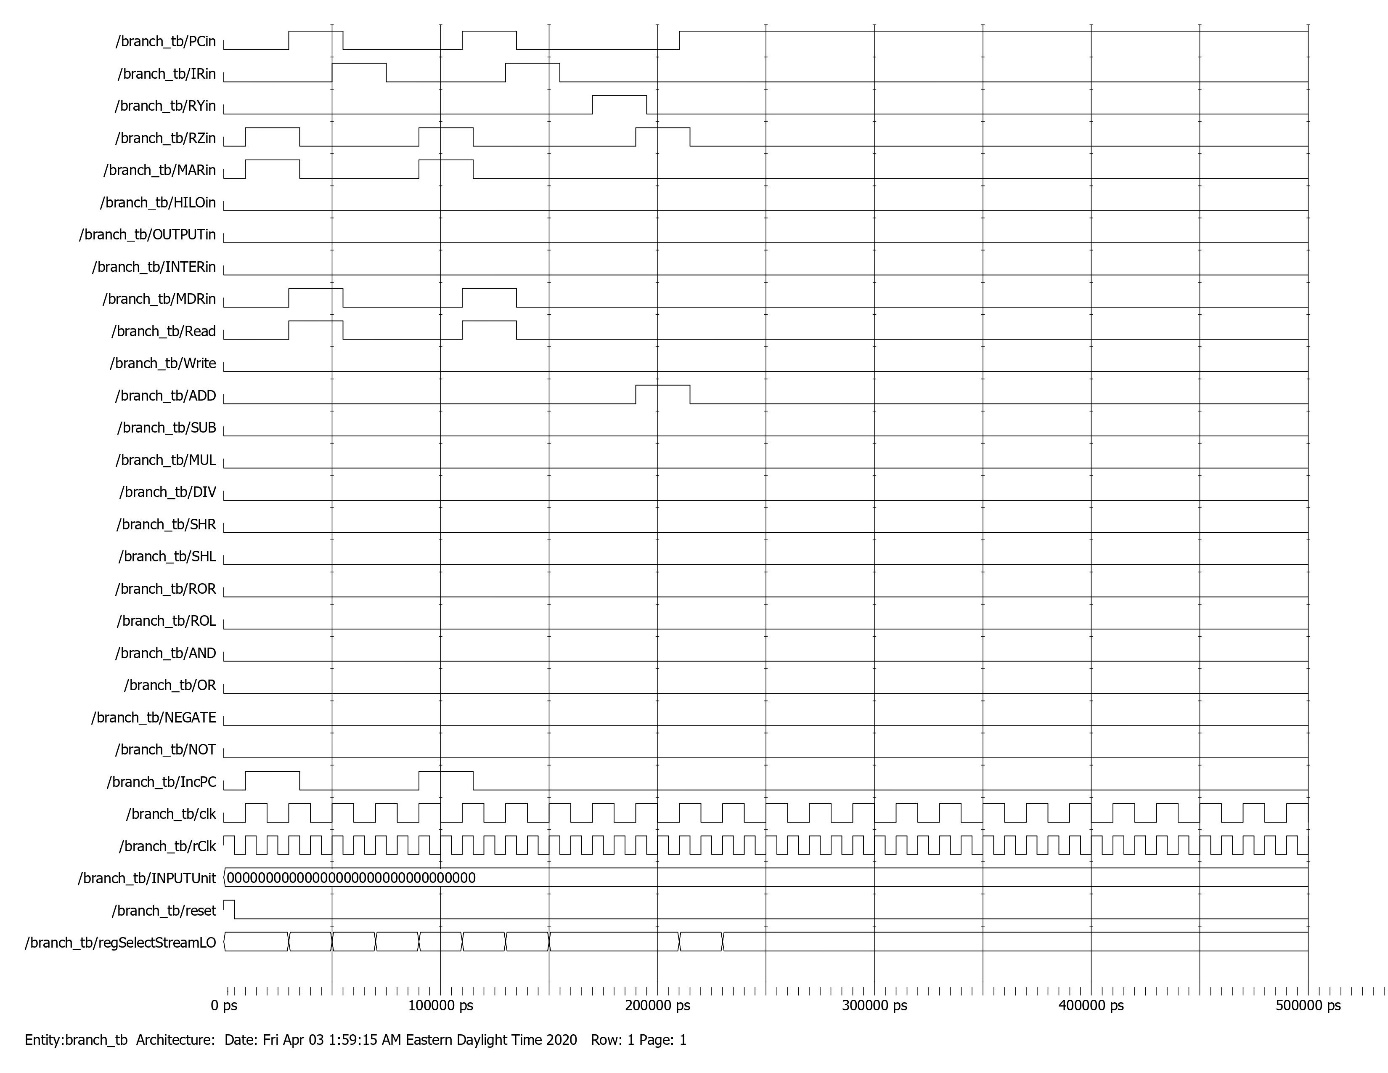 /branch_tb/PCin
/branch_tb/IRin
/branch_tb/RYin
/branch_tb/RZin
/branch_tb/MARin
/branch_tb/HILOin
/branch_tb/OUTPUTin
/branch_tb/INTERin
/branch_tb/MDRin
/branch_tb/Read
/branch_tb/Write
/branch_tb/ADD
/branch_tb/SUB
/branch_tb/MUL
/branch_tb/DIV
/branch_tb/SHR
/branch_tb/SHL
/branch_tb/ROR
/branch_tb/ROL
/branch_tb/AND
/branch_tb/OR
/branch_tb/NEGATE
/branch_tb/NOT
/branch_tb/IncPC
/branch_tb/clk
/branch_tb/rClk
/branch_tb/INPUTUnit 00000000000000000000000000000000
/branch_tb/reset
/branch_tb/regSelectStreamLO
0 ps 100000 ps 200000 ps 300000 ps 400000 ps 500000 ps
Entity:branch_tb Architecture: Date: Fri Apr 03 1:59:15 AM Eastern Daylight Time 2020 Row: 1 Page: 1